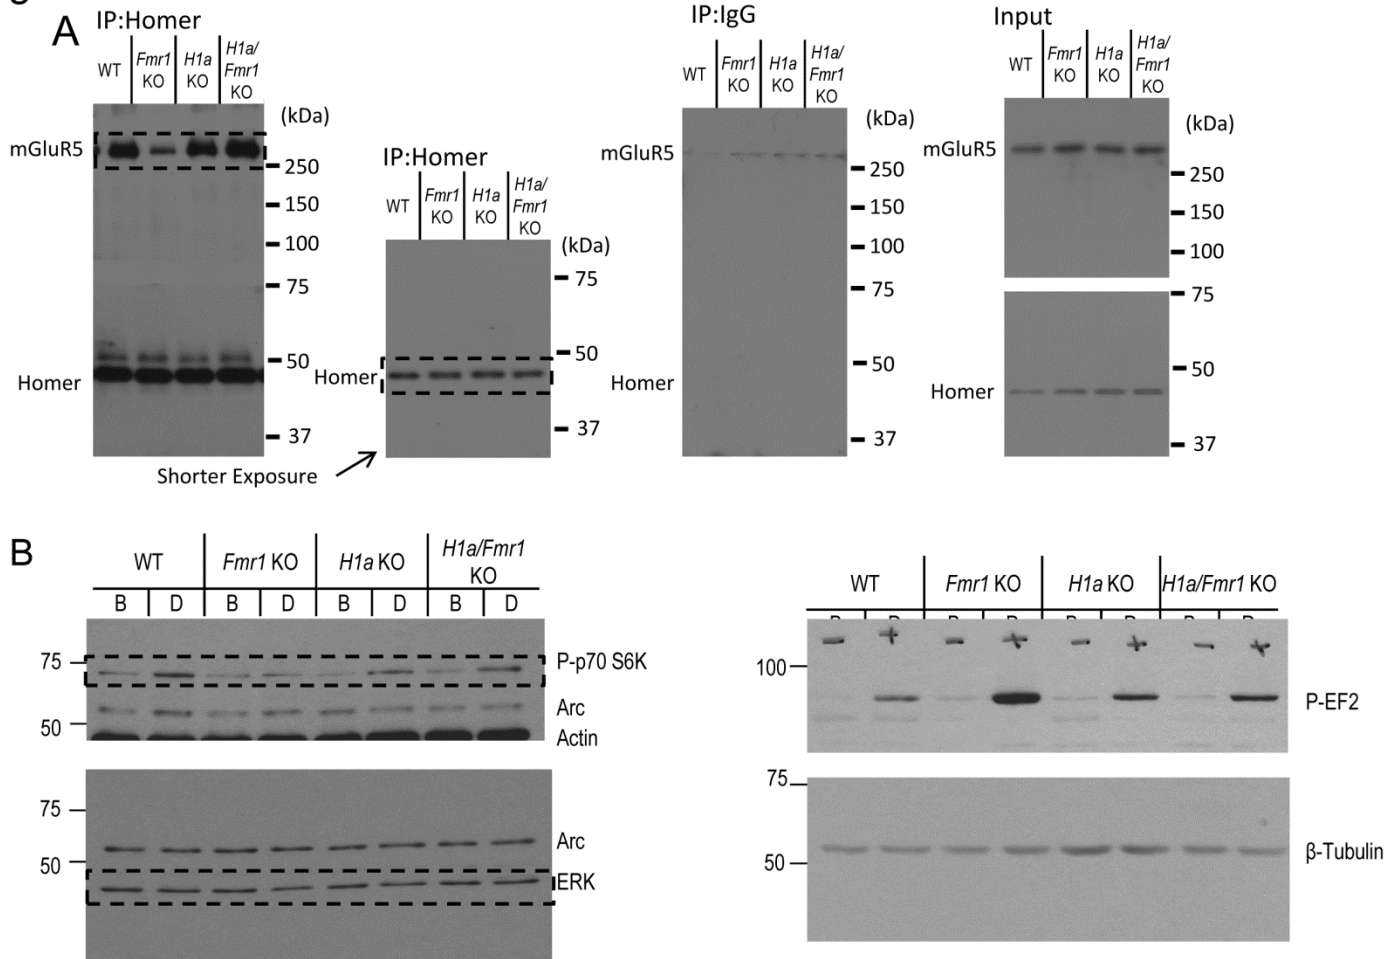 A
IP:Homer
WT
Fmr1
KO
H1a
KO
H1a/
Fmr1
KO
(kDa)
mGluR5
250
150
100
75
50
Homer
37
IP:Homer
WT
Fmr1
KO
H1a
KO
H1a/
Fmr1
KO
(kDa)
75
50
Homer
37
Shorter Exposure
IP:IgG
WT
Fmr1
KO
H1a
KO
H1a/
Fmr1
KO
(kDa)
mGluR5
250
150
100
75
50
Homer
37
Input
WT
Fmr1
KO
H1a
KO
H1a/
Fmr1
KO
(kDa)
mGluR5
250
150
100
75
50
Homer
37
B
WT
Fmr1 KO
H1a KO
H1a/Fmr1
KO
B D B D B D B D
75
P-p70 S6K
Arc
50
Actin
75
Arc
50
ERK
WT
Fmr1 KO
H1a KO
H1a/Fmr1 KO
- + - + - + - +
100
P-EF2
75
50
β-Tubulin